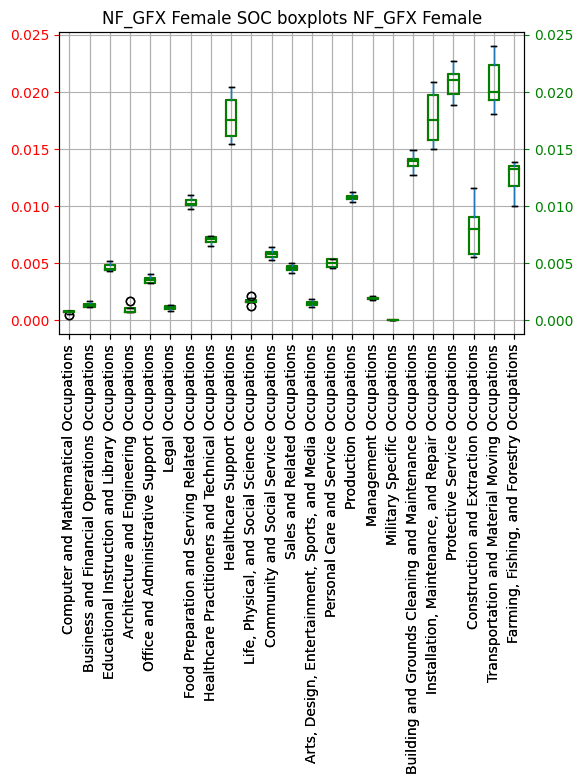 NF_GFX Female SOC boxplots NF_GFX Female
0.025
0.020
0.015
0.010
0.005
0.000
0.025
0.020
0.015
0.010
0.005
0.000
Computer and Mathematical Occupations
Business and Financial Operations Occupations
Educational Instruction and Library Occupations
Architecture and Engineering Occupations
Office and Administrative Support Occupations
Legal Occupations
Food Preparation and Serving Related Occupations
Healthcare Practitioners and Technical Occupations
Healthcare Support Occupations
Life, Physical, and Social Science Occupations
Community and Social Service Occupations
Sales and Related Occupations
Arts, Design, Entertainment, Sports, and Media Occupations
Personal Care and Service Occupations
Production Occupations
Management Occupations
Military Specific Occupations
Building and Grounds Cleaning and Maintenance Occupations
Installation, Maintenance, and Repair Occupations
Protective Service Occupations
Construction and Extraction Occupations
Transportation and Material Moving Occupations
Farming, Fishing, and Forestry Occupations